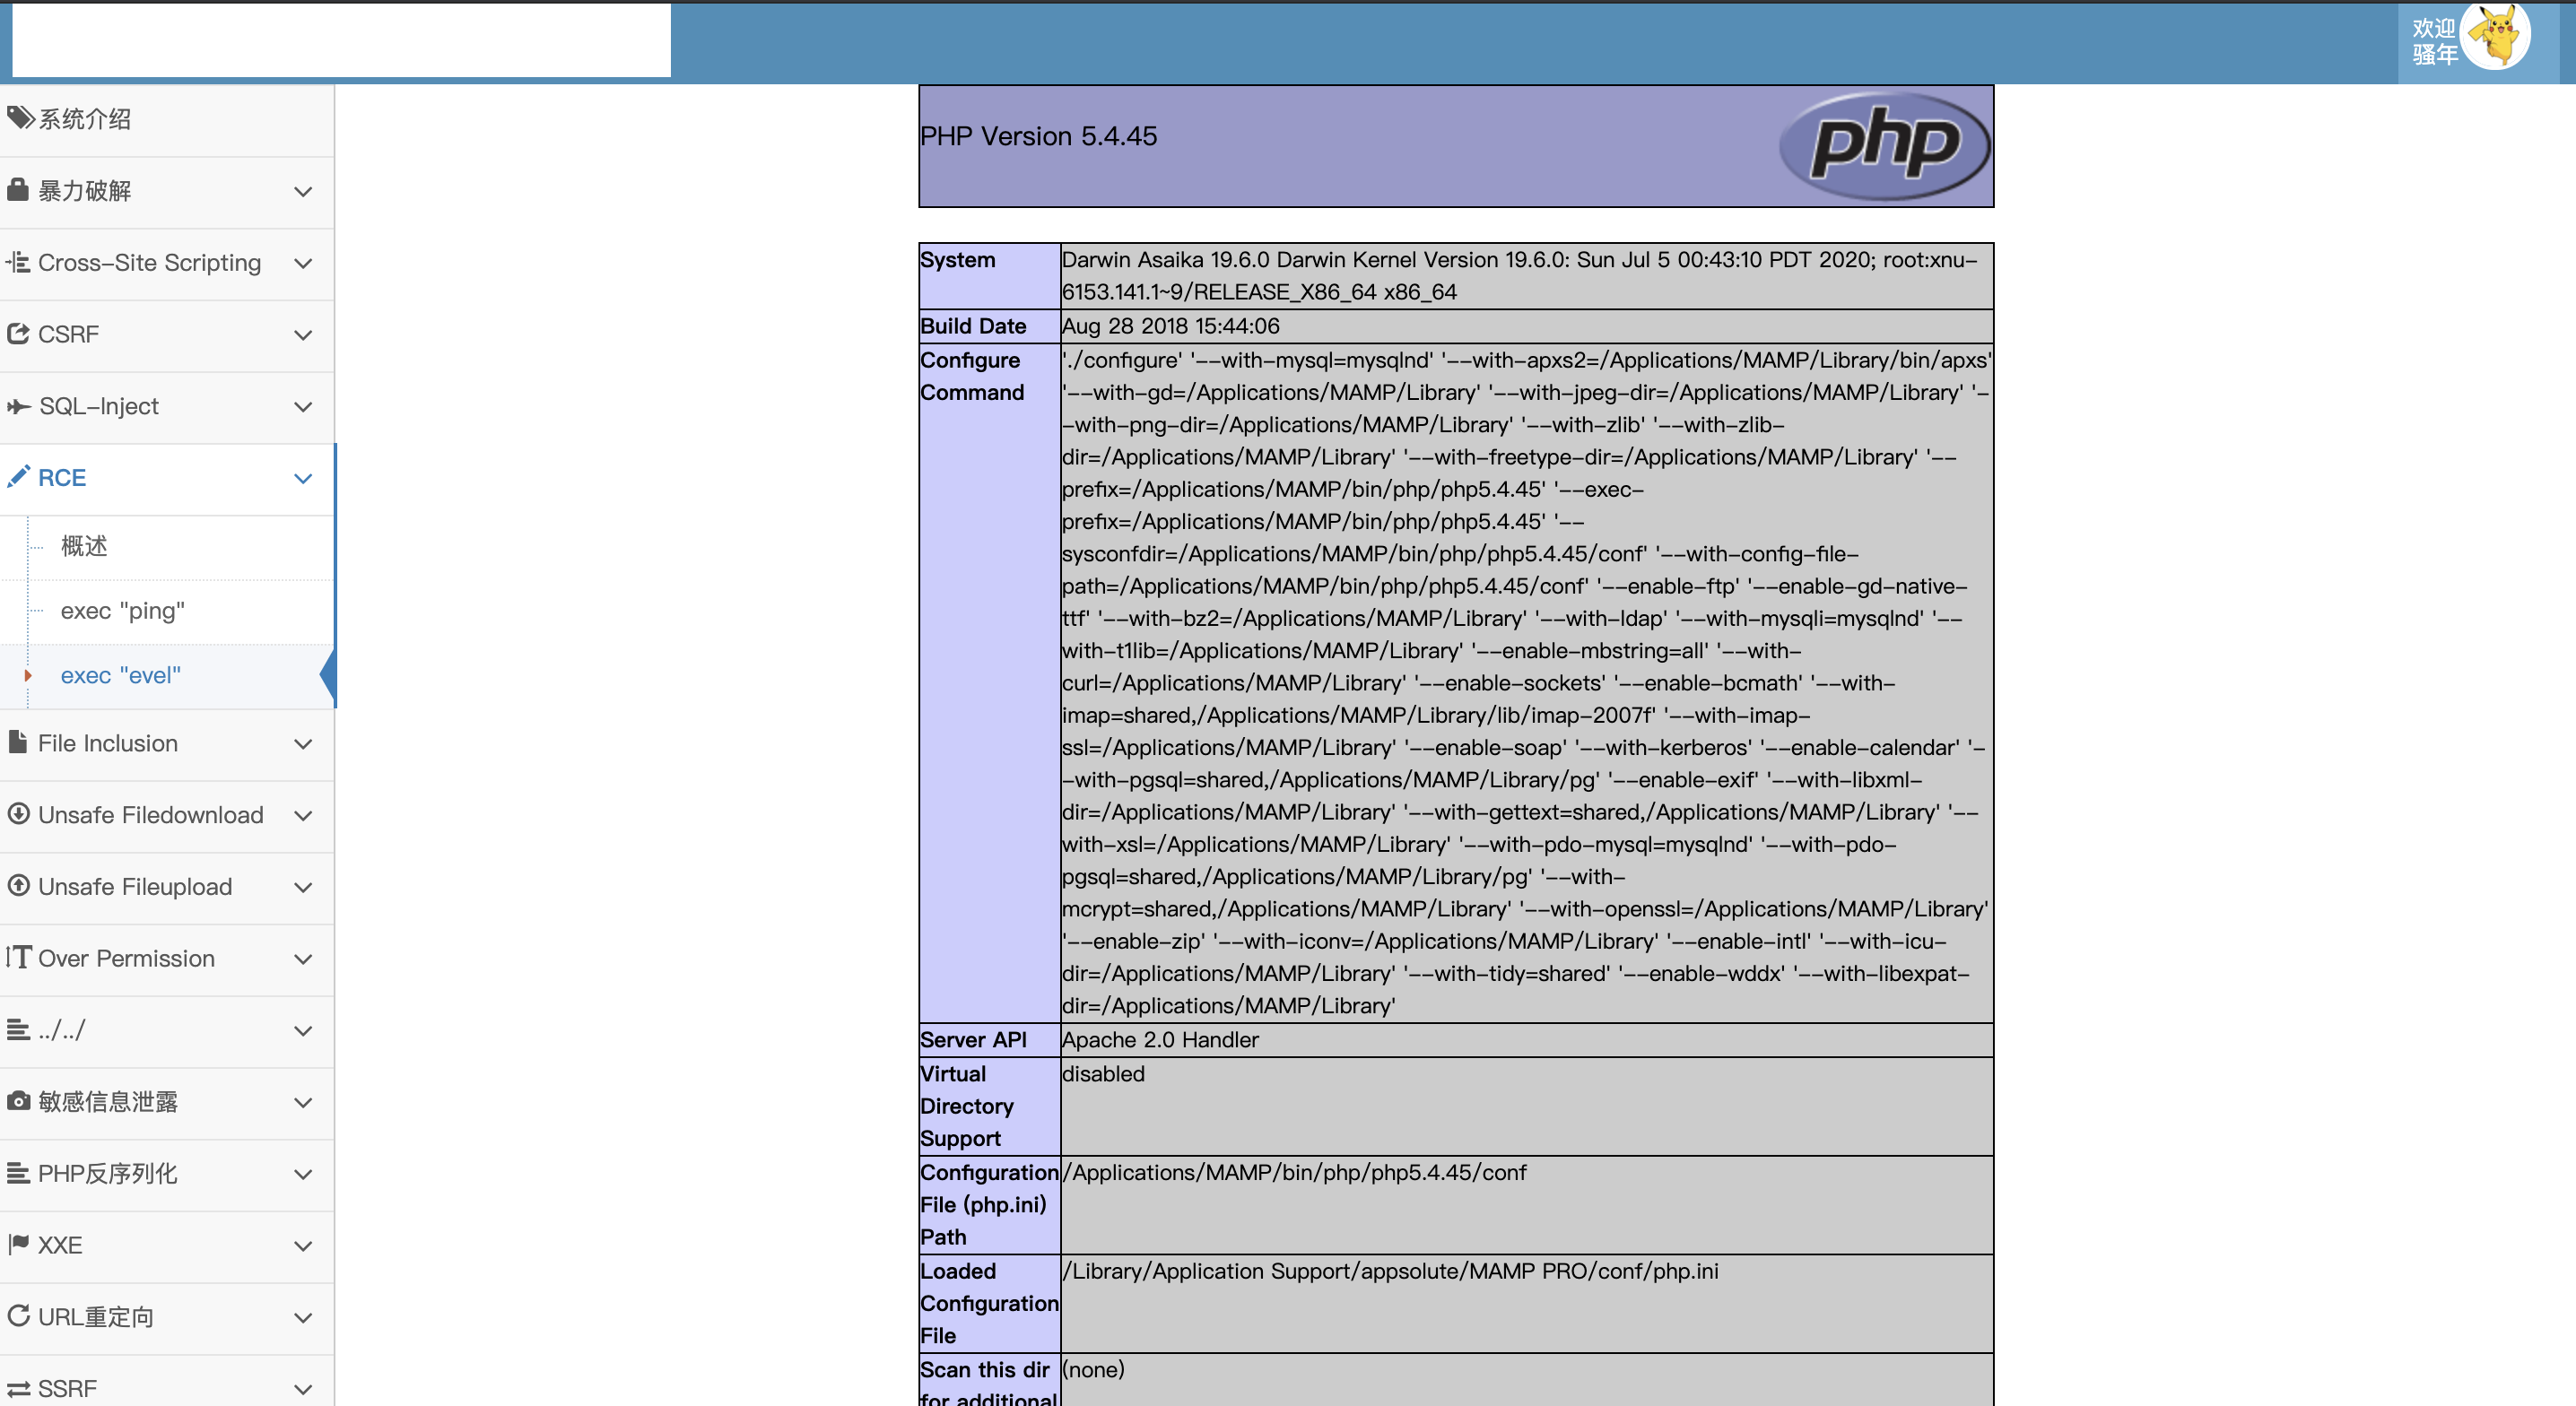 欢迎
骚年
系统介绍
暴力破解
Cross-Site Scripting
CSRF
SQL-Inject
RCE
概述
exec "ping"
exec "evel"
File Inclusion
Unsafe Filedownload
Unsafe Fileupload
Over Permission
../../
敏感信息泄露
PHP反序列化
XXE
URL重定向
SSRF
PHP Version 5.4.45
php
System
Darwin Asaika 19.6.0 Darwin Kernel Version 19.6.0: Sun Jul 5 00:43:10 PDT 2020; root:xnu-
6153.141.1~9/RELEASE_X86_64 x86_64
Build Date
Aug 28 2018 15:44:06
Configure
Command
'./configure' '--with-mysql=mysqlnd' '--with-apxs2=/Applications/MAMP/Library/bin/apxs'
'--with-gd=/Applications/MAMP/Library' '--with-jpeg-dir=/Applications/MAMP/Library' '-
-with-png-dir=/Applications/MAMP/Library' '--with-zlib' '--with-zlib-
dir=/Applications/MAMP/Library' '--with-freetype-dir=/Applications/MAMP/Library' '--
prefix=/Applications/MAMP/bin/php/php5.4.45' '--exec-
prefix=/Applications/MAMP/bin/php/php5.4.45' '--
sysconfdir=/Applications/MAMP/bin/php/php5.4.45/conf' '--with-config-file-
path=/Applications/MAMP/bin/php/php5.4.45/conf' '--enable-ftp' '--enable-gd-native-
ttf' '--with-bz2=/Applications/MAMP/Library' '--with-ldap' '--with-mysqli=mysqlnd' '--
with-t1lib=/Applications/MAMP/Library' '--enable-mbstring=all' '--with-
curl=/Applications/MAMP/Library' '--enable-sockets' '--enable-bcmath' '--with-
imap=shared,/Applications/MAMP/Library/lib/imap-2007f' '--with-imap-
ssl=/Applications/MAMP/Library' '--enable-soap' '--with-kerberos' '--enable-calendar' '-
-with-pgsql=shared,/Applications/MAMP/Library/pg' '--enable-exif' '--with-libxml-
dir=/Applications/MAMP/Library' '--with-gettext=shared,/Applications/MAMP/Library' '--
with-xsl=/Applications/MAMP/Library' '--with-pdo-mysql=mysqlnd' '--with-pdo-
pgsql=shared,/Applications/MAMP/Library/pg' '--with-
mcrypt=shared,/Applications/MAMP/Library' '--with-openssl=/Applications/MAMP/Library'
'--enable-zip' '--with-iconv=/Applications/MAMP/Library' '--enable-intl' '--with-icu-
dir=/Applications/MAMP/Library' '--with-tidy=shared' '--enable-wddx' '--with-libexpat-
dir=/Applications/MAMP/Library'
Server API
Apache 2.0 Handler
Virtual
Directory
Support
disabled
Configuration
File (php.ini)
Path
/Applications/MAMP/bin/php/php5.4.45/conf
Loaded
Configuration
File
/Library/Application Support/appsolute/MAMP PRO/conf/php.ini
Scan this dir
for additional
(none)